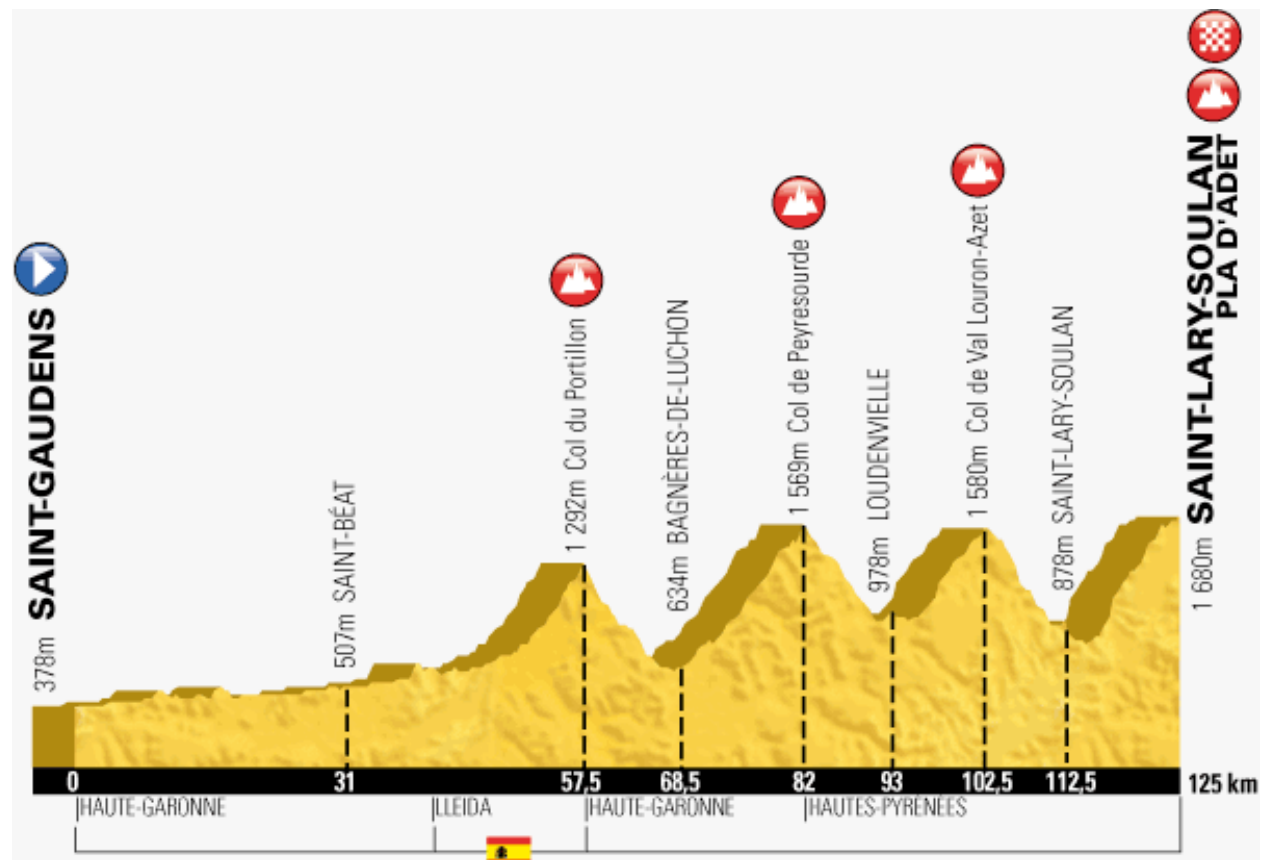 378m SAINT-GAUDENS
507m SAINT-BÉAT
1 292m Col du Portillon
634m BAGNÈRES-DE-LUCHON
1 569m Col de Peyresourde
978m LOUDENVIELLE
1 580m Col de Val Louron-Azet
878m SAINT-LARY-SOULAN
1 680m SAINT-LARY-SOULAN
PLA D'ADET
0 31 57,5 68,5 82 93 102,5 112,5 125 km
HAUTE-GARONNE LLEIDA HAUTE-GARONNE HAUTES-PYRÉNÉES